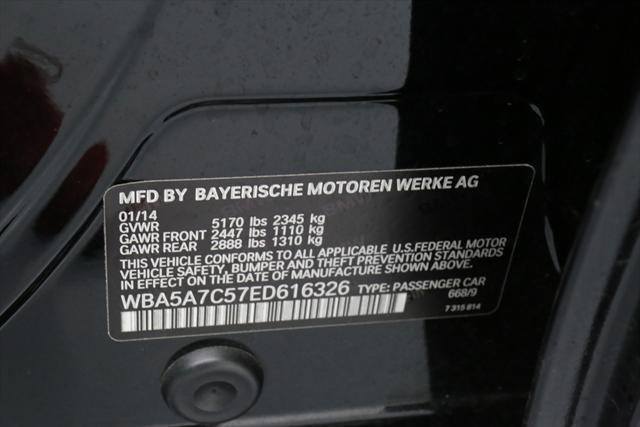 MFD BY BAYERISCHE MOTOREN WERKE AG
01/14
GVWR 5170 lbs 2345 kg
GAWR FRONT 2447 lbs 1110 kg
GAWR REAR 2888 lbs 1310 kg
THIS VEHICLE CONFORMS TO ALL APPLICABLE U.S.FEDERAL MOTOR
VEHICLE SAFETY, BUMPER, AND THEFT PREVENTION
STANDARDS IN EFFECT ON THE
DATE OF MANUFACTURE SHOWN ABOVE.
WBA5A7C57ED616326 TYPE: PASSENGER CAR
668/9
7 315 814